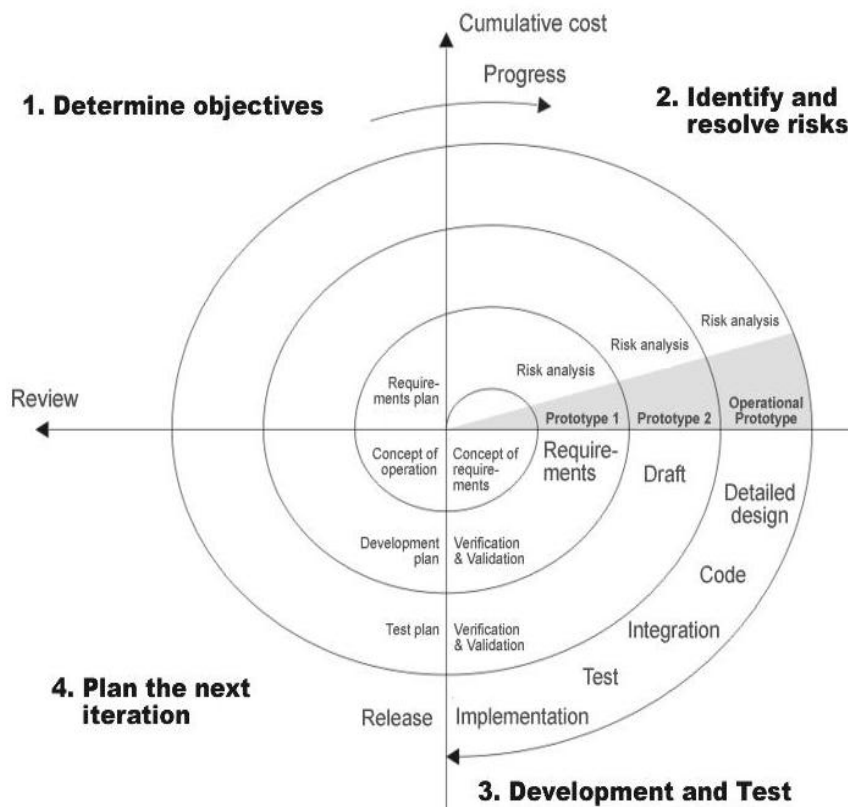 Cumulative cost
Progress
1. Determine objectives
2. Identify and
resolve risks
Risk analysis
Risk analysis
Risk analysis
Require-
ments plan
Review
Prototype 1
Prototype 2
Operational
Prototype
Concept of
operation
Concept of
require-
ments
Require-
ments
Draft
Detailed
design
Development
plan
Verification
& Validation
Code
Test plan
Verification
& Validation
Integration
Test
4. Plan the next
iteration
Release
Implementation
3. Development and Test